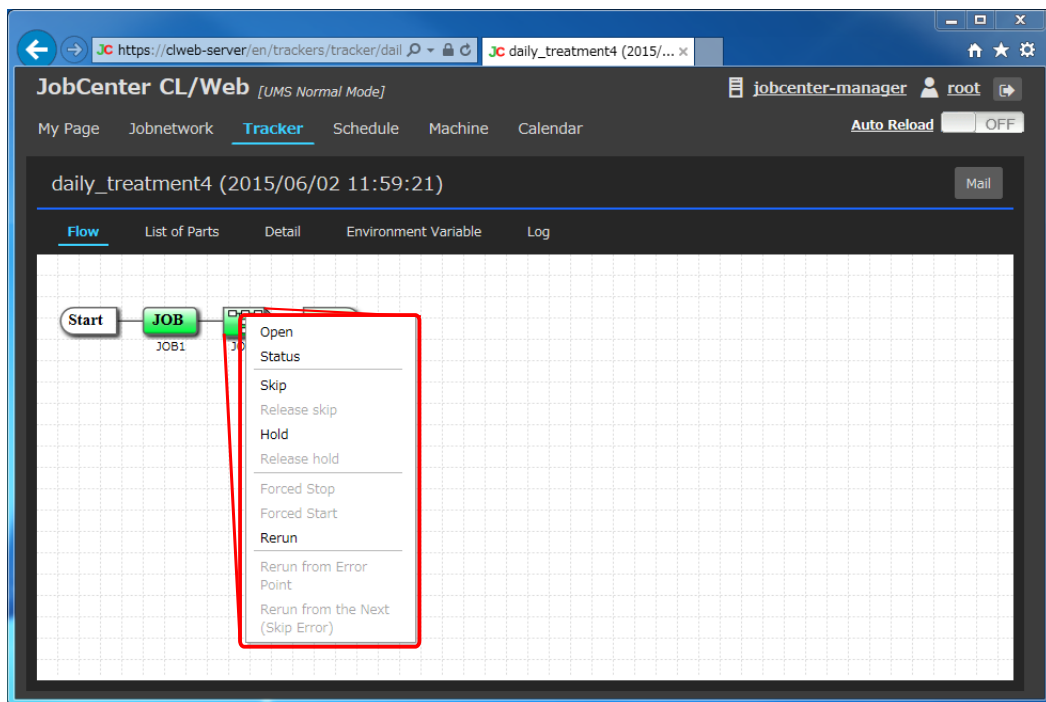 https://clweb-server/en/trackers/tracker/dail
JC daily_treatment4 (2015/...
JobCenter CL/Web [UMS Normal Mode]
jobcenter-manager root
My Page Jobnetwork Tracker Schedule Machine Calendar
Auto Reload OFF
daily_treatment4 (2015/06/02 11:59:21)
Mail
Flow List of Parts Detail Environment Variable Log
Start JOB
JOB1
Open
Status
Skip
Release skip
Hold
Release hold
Forced Stop
Forced Start
Rerun
Rerun from Error
Point
Rerun from the Next
(Skip Error)